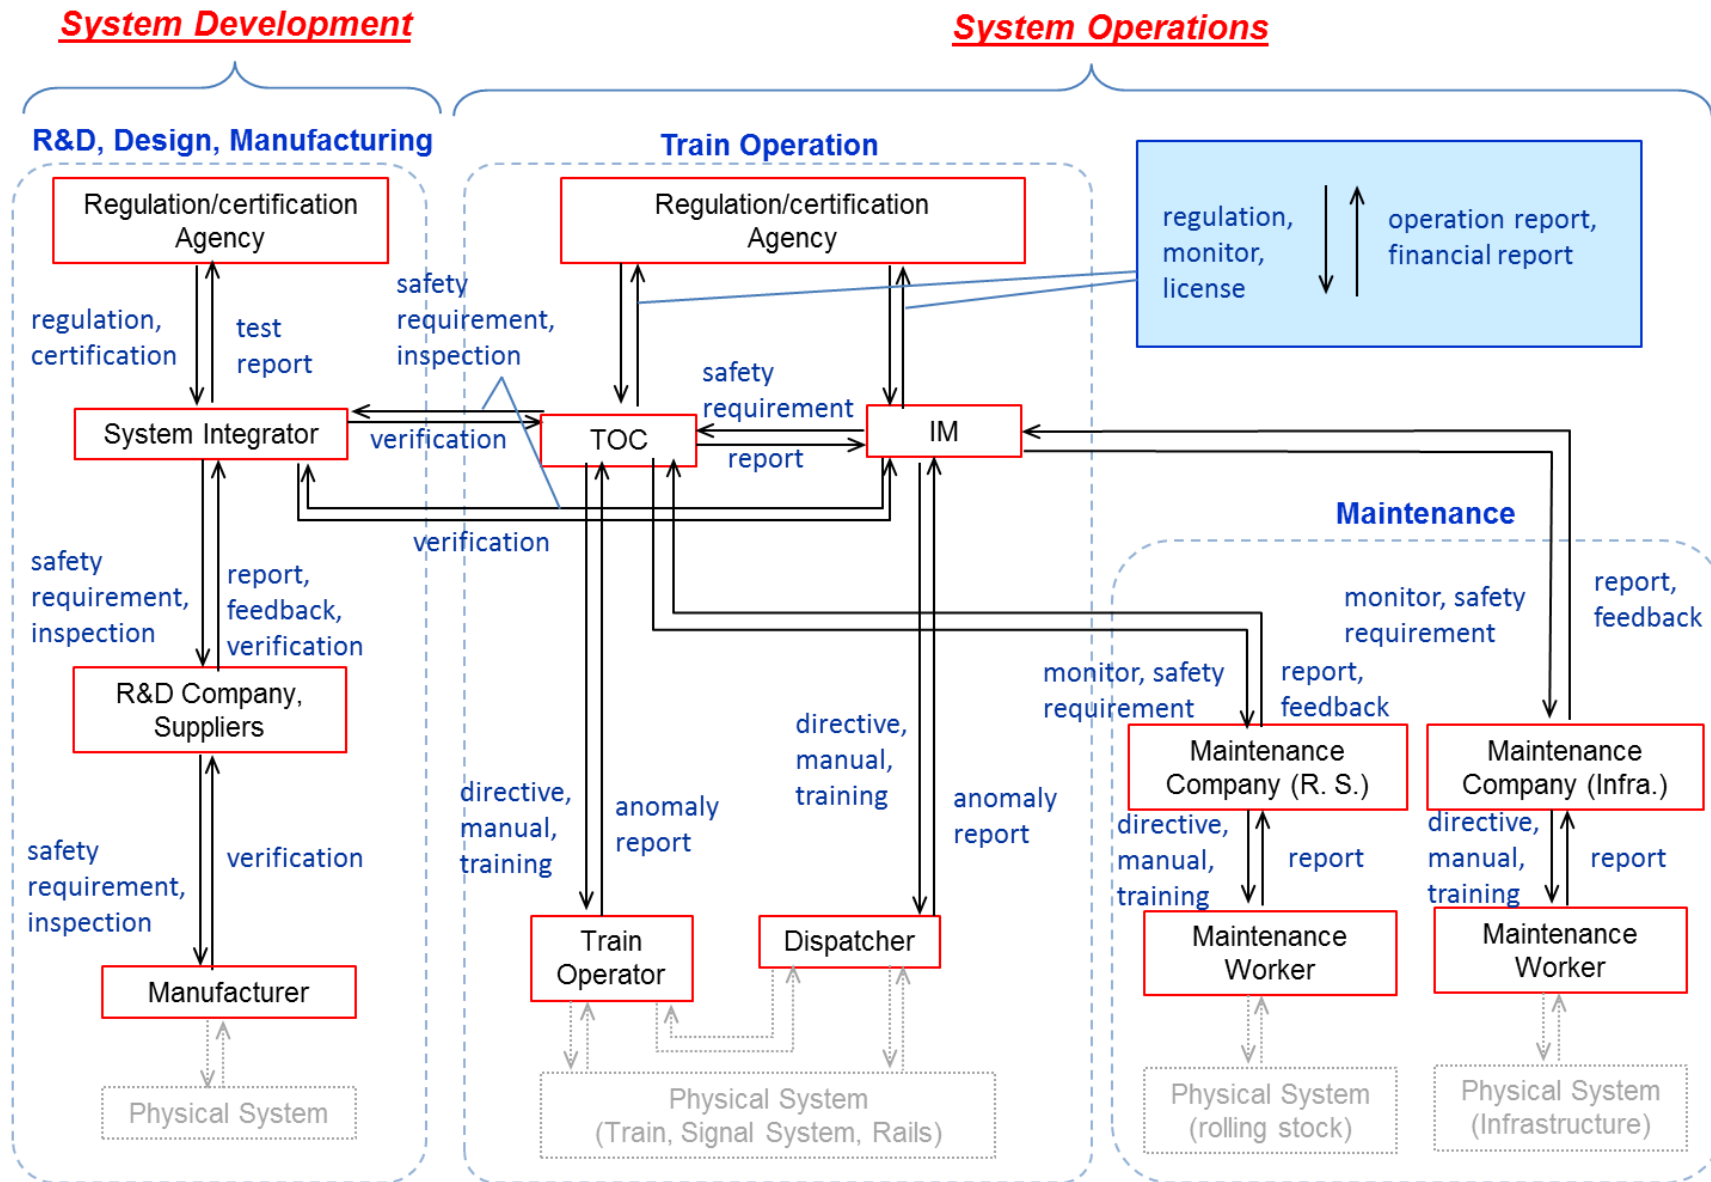 System Development
System Operations
R&D, Design, Manufacturing
Train Operation
Regulation/certification
Agency
Regulation/certification
Agency
regulation,
monitor,
license
operation report,
financial report
safety
requirement,
inspection
regulation,
certification
test
report
safety
requirement
System Integrator
verification
TOC
report
IM
verification
Maintenance
safety
requirement,
inspection
report,
feedback,
verification
monitor, safety
requirement
report,
feedback
monitor, safety
requirement
report,
feedback
R&D Company,
Suppliers
directive,
manual,
training
Maintenance
Company (R. S.)
Maintenance
Company (Infra.)
directive,
manual,
training
anomaly
report
anomaly
report
directive,
manual,
training
report
directive,
manual,
training
report
safety
requirement,
inspection
verification
Train
Operator
Dispatcher
Maintenance
Worker
Maintenance
Worker
Manufacturer
Physical System
Physical System
(Train, Signal System, Rails)
Physical System
(rolling stock)
Physical System
(Infrastructure)